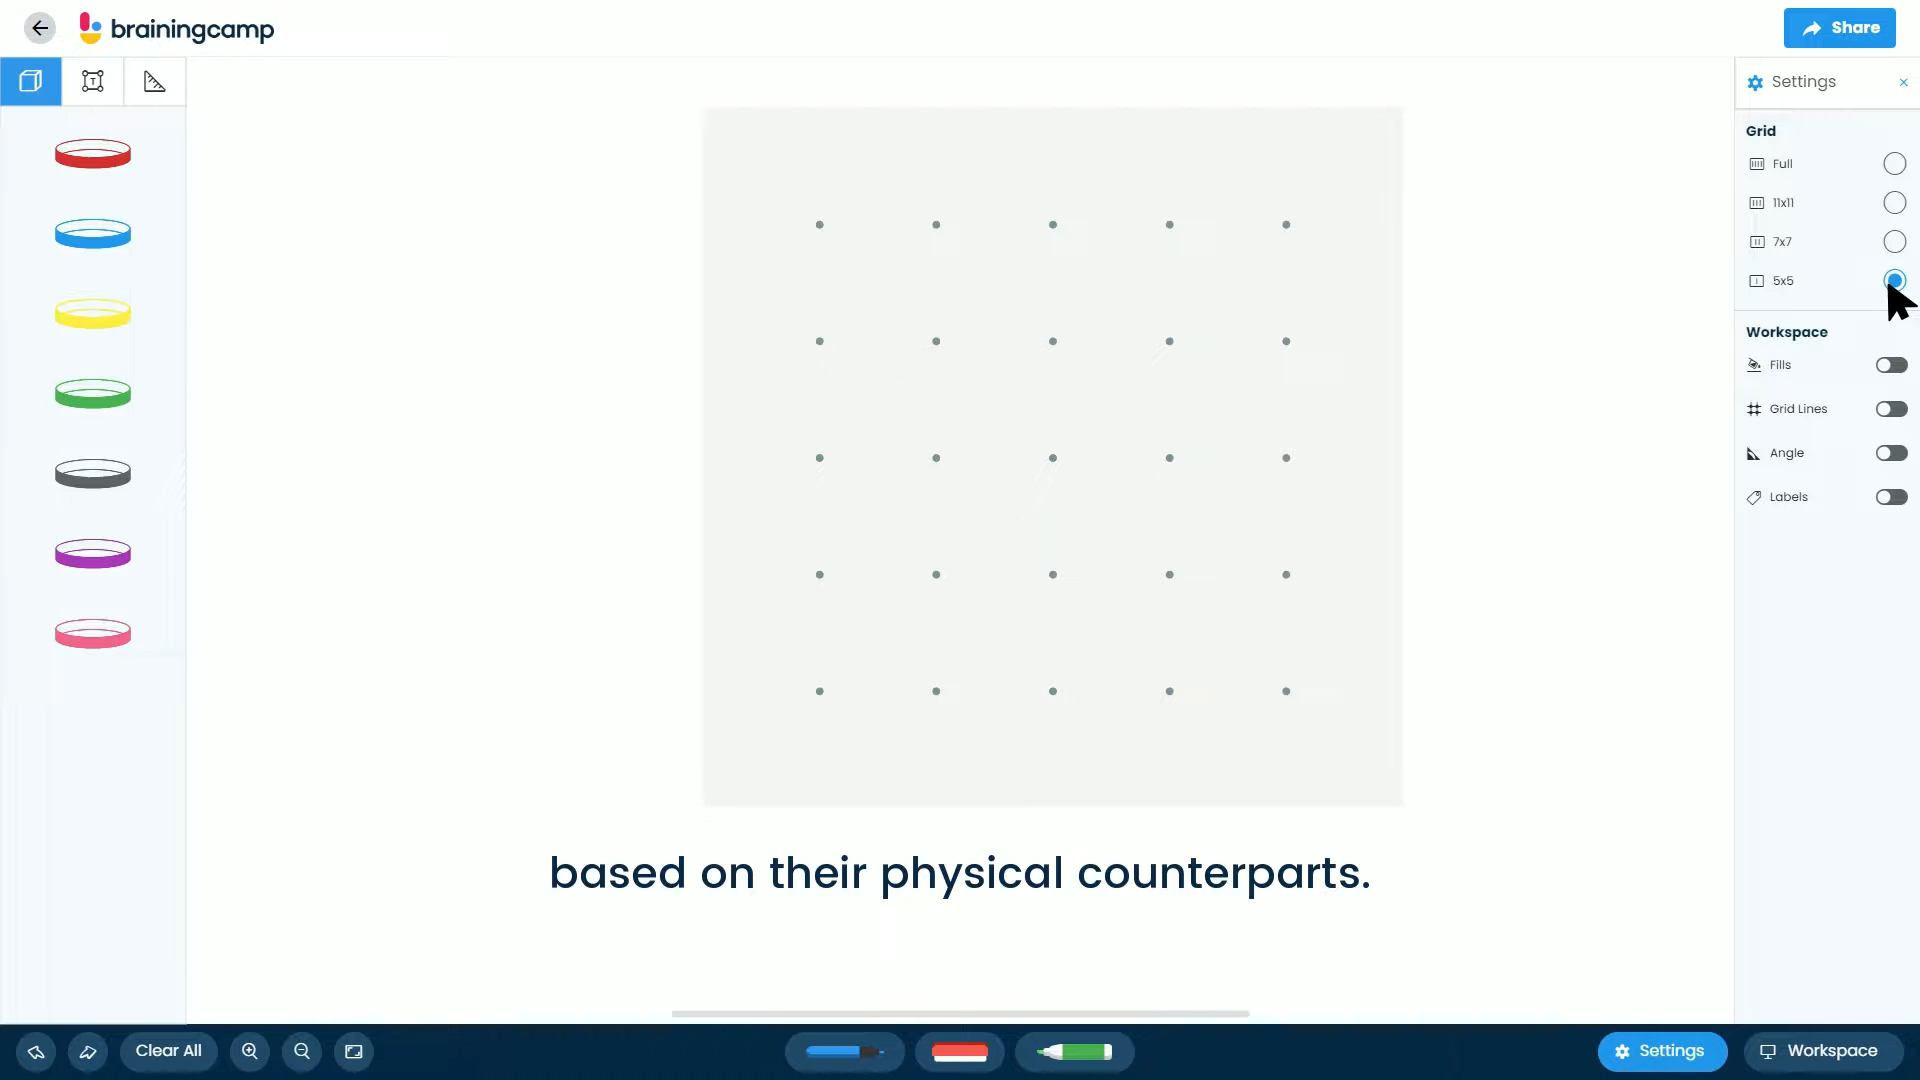 brainingcamp
Share
T
Settings
Grid
Full
11x11
7x7
5x5
Workspace
Fills
Grid Lines
Angle
Labels
based on their physical counterparts.
Clear All
Settings
Workspace